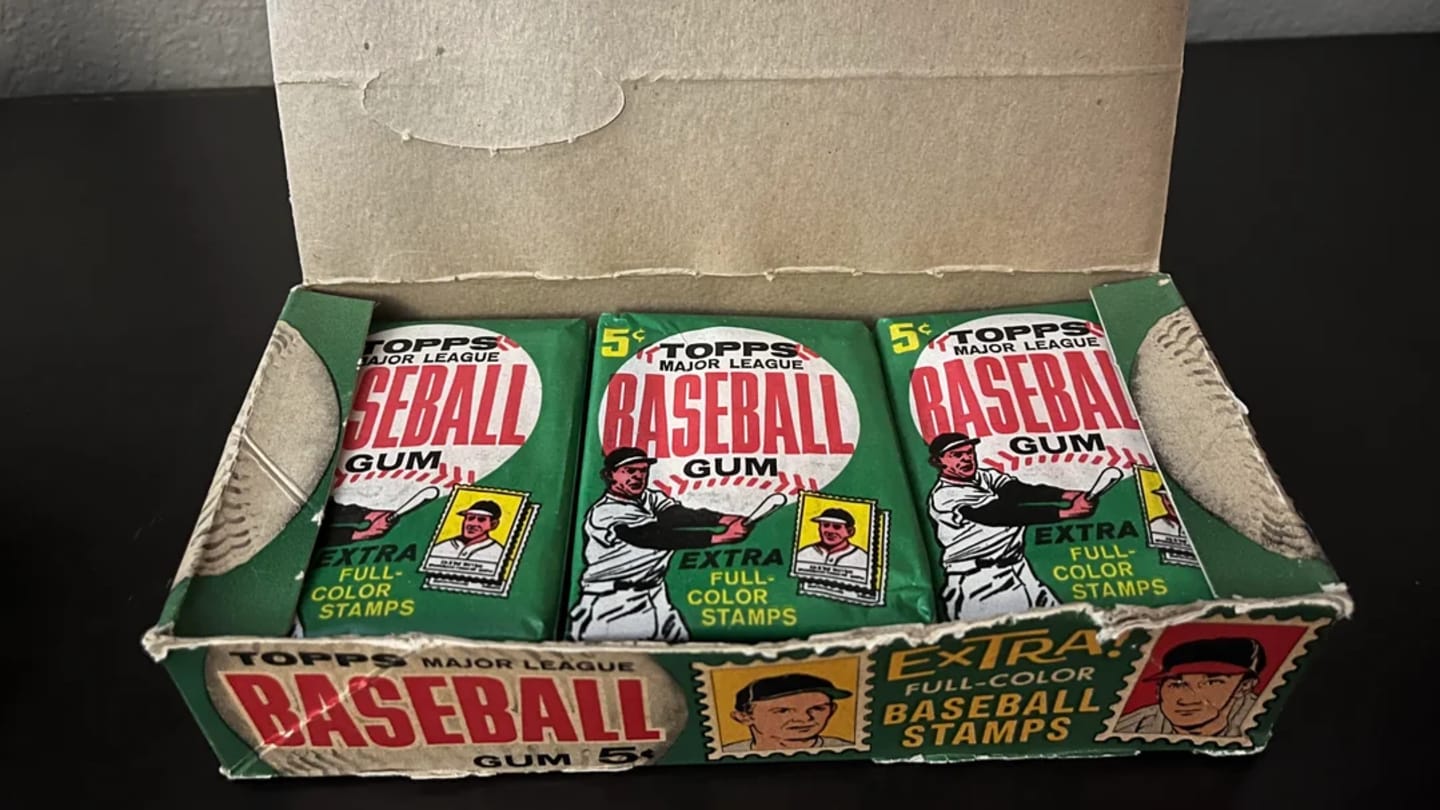 TOPPS
MAJOR LEAGUE
SEBALL
GUM
EXTRA
FULL-
COLOR
STAMPS
5¢
TOPPS
MAJOR LEAGUE
BASEBALL
GUM
EXTRA
FULL-
COLOR
STAMPS
5¢
TOPPS
MAJOR LEAGUE
BASEBAL
GUM
EXTRA
FULL-
COLOR
STAMPS
TOPPS MAJOR LEAGUE
BASEBALL
GUM 5¢
EXTRA!
FULL-COLOR
BASEBALL
STAMPS